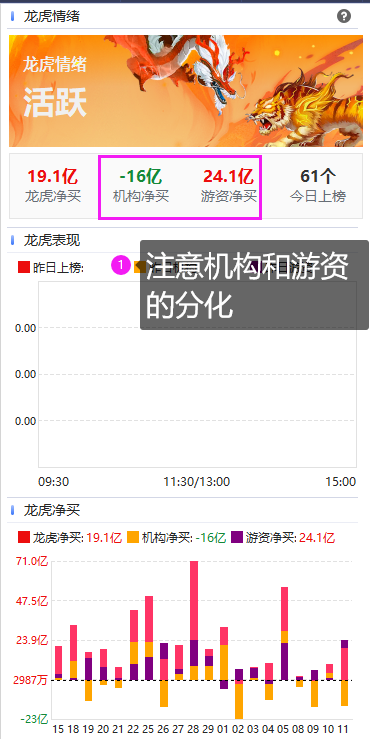 龙虎情绪
?
龙虎情绪
活跃
19.1亿 -16亿 24.1亿 61个
龙虎净买 机构净买 游资净买 今日上榜
龙虎表现
昨日上榜:
1
注意机构和游资
的分化
0.00
0.00
0.00
09:30 11:30/13:00 15:00
龙虎净买
龙虎净买: 19.1亿 机构净买: -16亿 游资净买: 24.1亿
71.0亿
47.5亿
23.9亿
2987万
-23亿
15 18 19 20 21 22 25 26 27 28 29 01 02 03 04 05 08 09 10 11